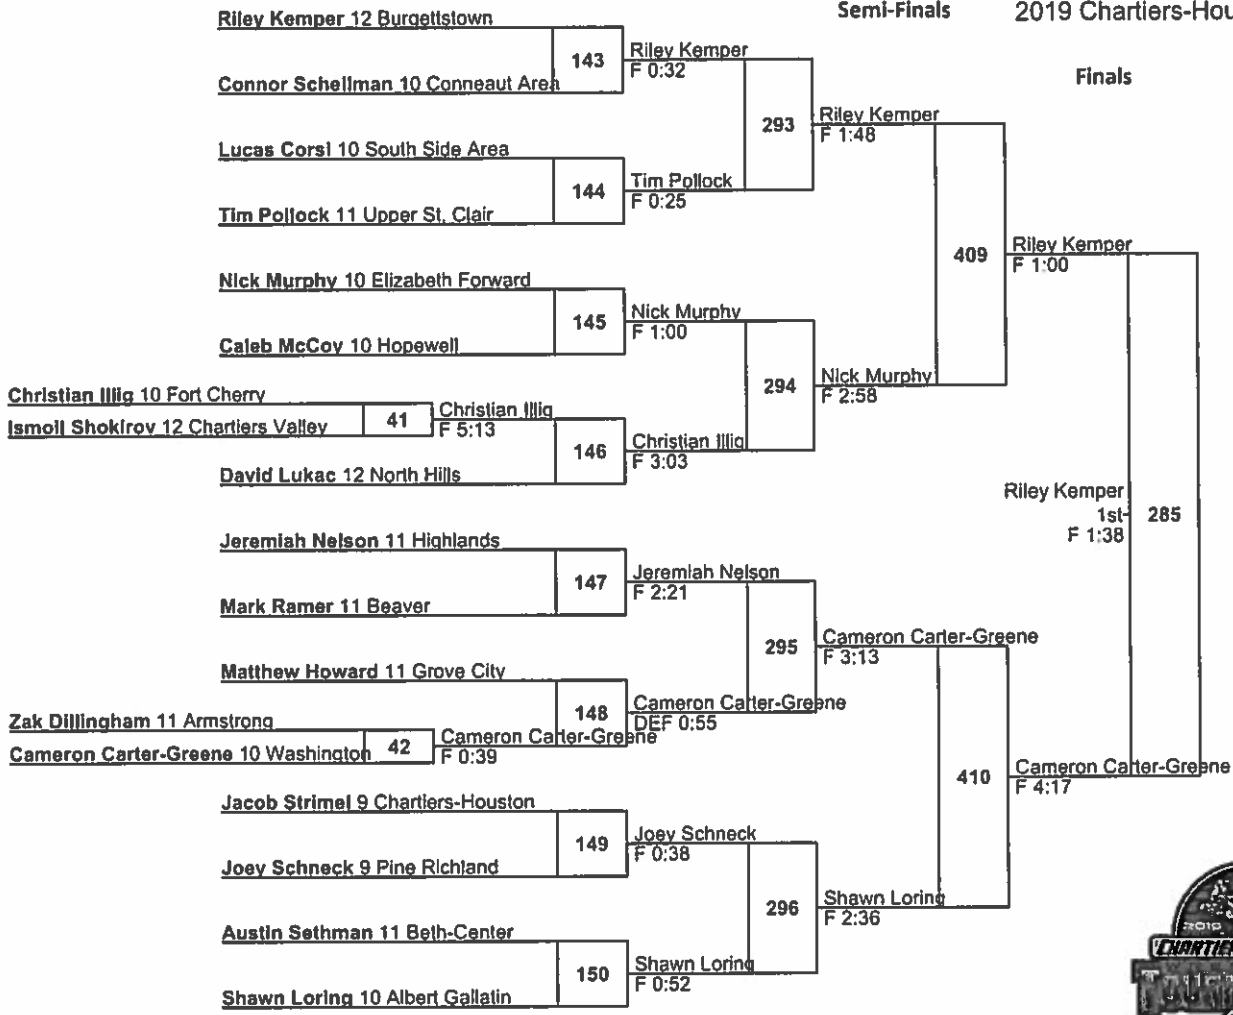 Semi-Finals
2019 Chartiers-Hou
Finals
Riley Kemper 12 Burgettstown
143
Riley Kemper
F 0:32
Connor Schellman 10 Conneaut Area
293
Riley Kemper
F 1:48
Lucas Corsi 10 South Side Area
144
Tim Pollock
F 0:25
Tim Pollock 11 Upper St. Clair
409
Riley Kemper
F 1:00
Nick Murphy 10 Elizabeth Forward
145
Nick Murphy
F 1:00
Caleb McCoy 10 Hopewell
294
Nick Murphy
F 2:58
Christian Illig 10 Fort Cherry
41
Christian Illig
F 5:13
Ismoil Shokirov 12 Chartiers Valley
146
Christian Illig
F 3:03
David Lukac 12 North Hills
Riley Kemper
1st
F 1:38
285
Jeremiah Nelson 11 Highlands
147
Jeremiah Nelson
F 2:21
Mark Ramer 11 Beaver
295
Cameron Carter-Greene
F 3:13
Matthew Howard 11 Grove City
148
Cameron Carter-Greene
DEF 0:55
Zak Dillingham 11 Armstrong
42
Cameron Carter-Greene
F 0:39
Cameron Carter-Greene 10 Washington
410
Cameron Carter-Greene
F 4:17
Jacob Strimel 9 Chartiers-Houston
149
Joey Schneck
F 0:38
Joey Schneck 9 Pine Richland
296
Shawn Loring
F 2:36
Austin Sethman 11 Beth-Center
150
Shawn Loring
F 0:52
Shawn Loring 10 Albert Gallatin
2019
CHARTIE